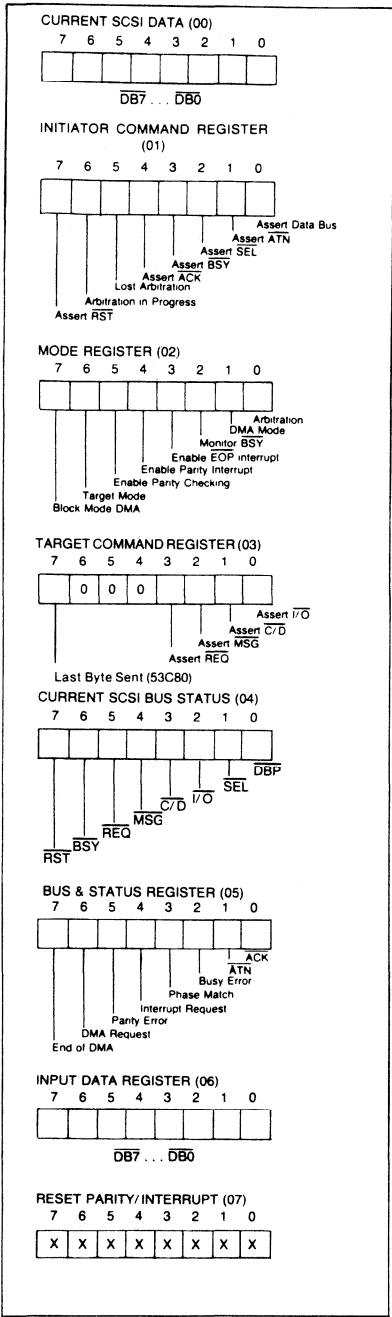 CURRENT SCSI DATA (00)
7 6 5 4 3 2 1 0
DB7 . . . DB0
INITIATOR COMMAND REGISTER
(01)
7 6 5 4 3 2 1 0
Assert Data Bus
Assert ATN
Assert SEL
Assert BSY
Assert ACK
Lost Arbitration
Arbitration in Progress
Assert RST
MODE REGISTER (02)
7 6 5 4 3 2 1 0
Arbitration
DMA Mode
Monitor BSY
Enable EOP interrupt
Enable Parity Interrupt
Enable Parity Checking
Target Mode
Block Mode DMA
TARGET COMMAND REGISTER (03)
7 6 5 4 3 2 1 0
0 0 0
Assert I/O
Assert C/D
Assert MSG
Assert REQ
Last Byte Sent (53C80)
CURRENT SCSI BUS STATUS (04)
7 6 5 4 3 2 1 0
DBP
SEL
I/O
C/D
MSG
REQ
BSY
RST
BUS & STATUS REGISTER (05)
7 6 5 4 3 2 1 0
ACK
ATN
Busy Error
Phase Match
Interrupt Request
Parity Error
DMA Request
End of DMA
INPUT DATA REGISTER (06)
7 6 5 4 3 2 1 0
DB7 . . . DB0
RESET PARITY/INTERRUPT (07)
7 6 5 4 3 2 1 0
X X X X X X X X